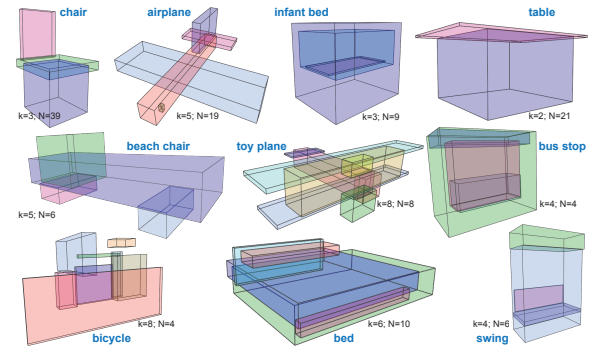 chair
airplane
infant bed
table
k=3; N=39
k=5; N=19
k=3; N=9
k=2; N=21
beach chair
toy plane
bus stop
k=5; N=6
k=8; N=8
k=4; N=4
k=8; N=4
k=6; N=10
k=4; N=6
bicycle
bed
swing